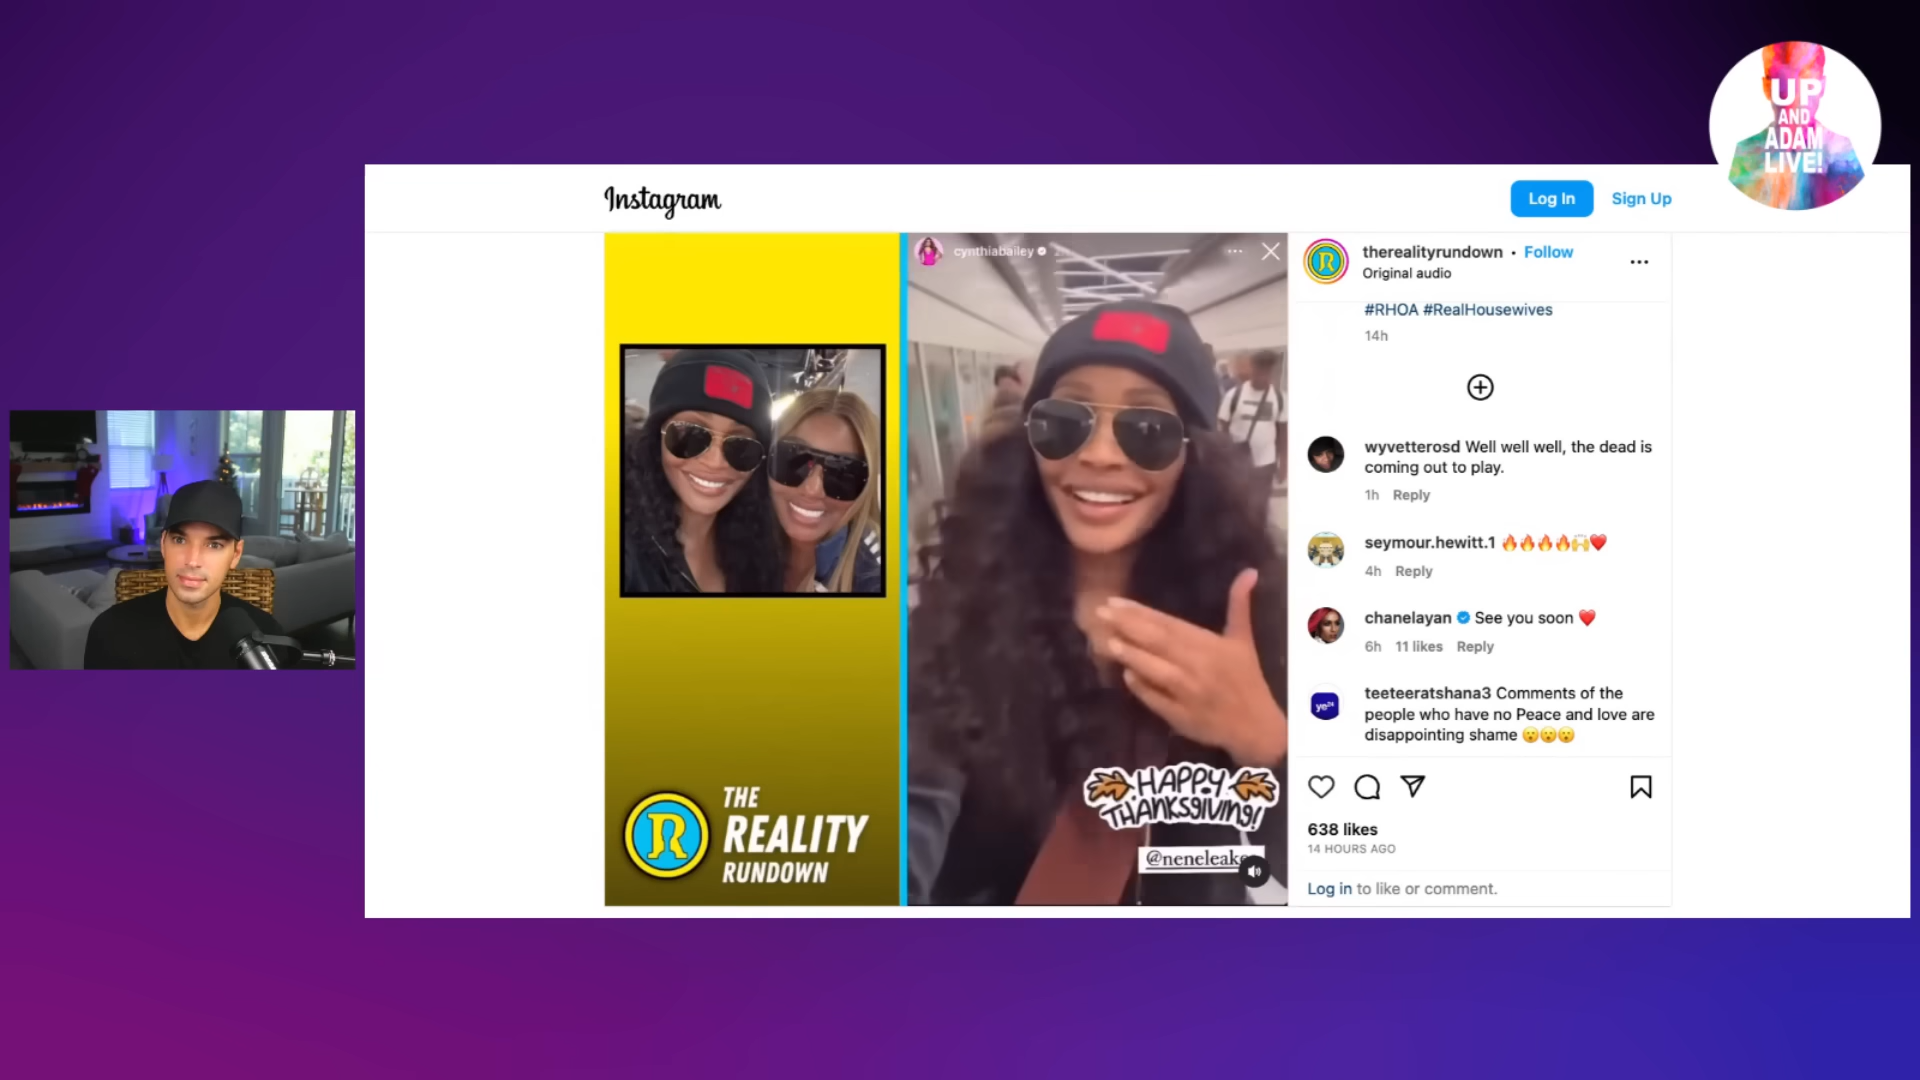 UP
AND
ADAM
LIVE!
Instagram
Log In
Sign Up
cynthiabailey
therealityrundown • Follow
Original audio
#RHOA #RealHousewives
14h
wyvetterosd Well well well, the dead is
coming out to play.
1h Reply
seymour.hewitt.1 🔥🔥🔥🔥🙌❤️
4h Reply
chanelayan See you soon ❤️
6h 11 likes Reply
teeteeratshana3 Comments of the
people who have no Peace and love are
disappointing shame 😮😮😮
ye24
HAPPY
THANKSGIVING!
@neneleaks
R
THE
REALITY
RUNDOWN
638 likes
14 HOURS AGO
Log in to like or comment.